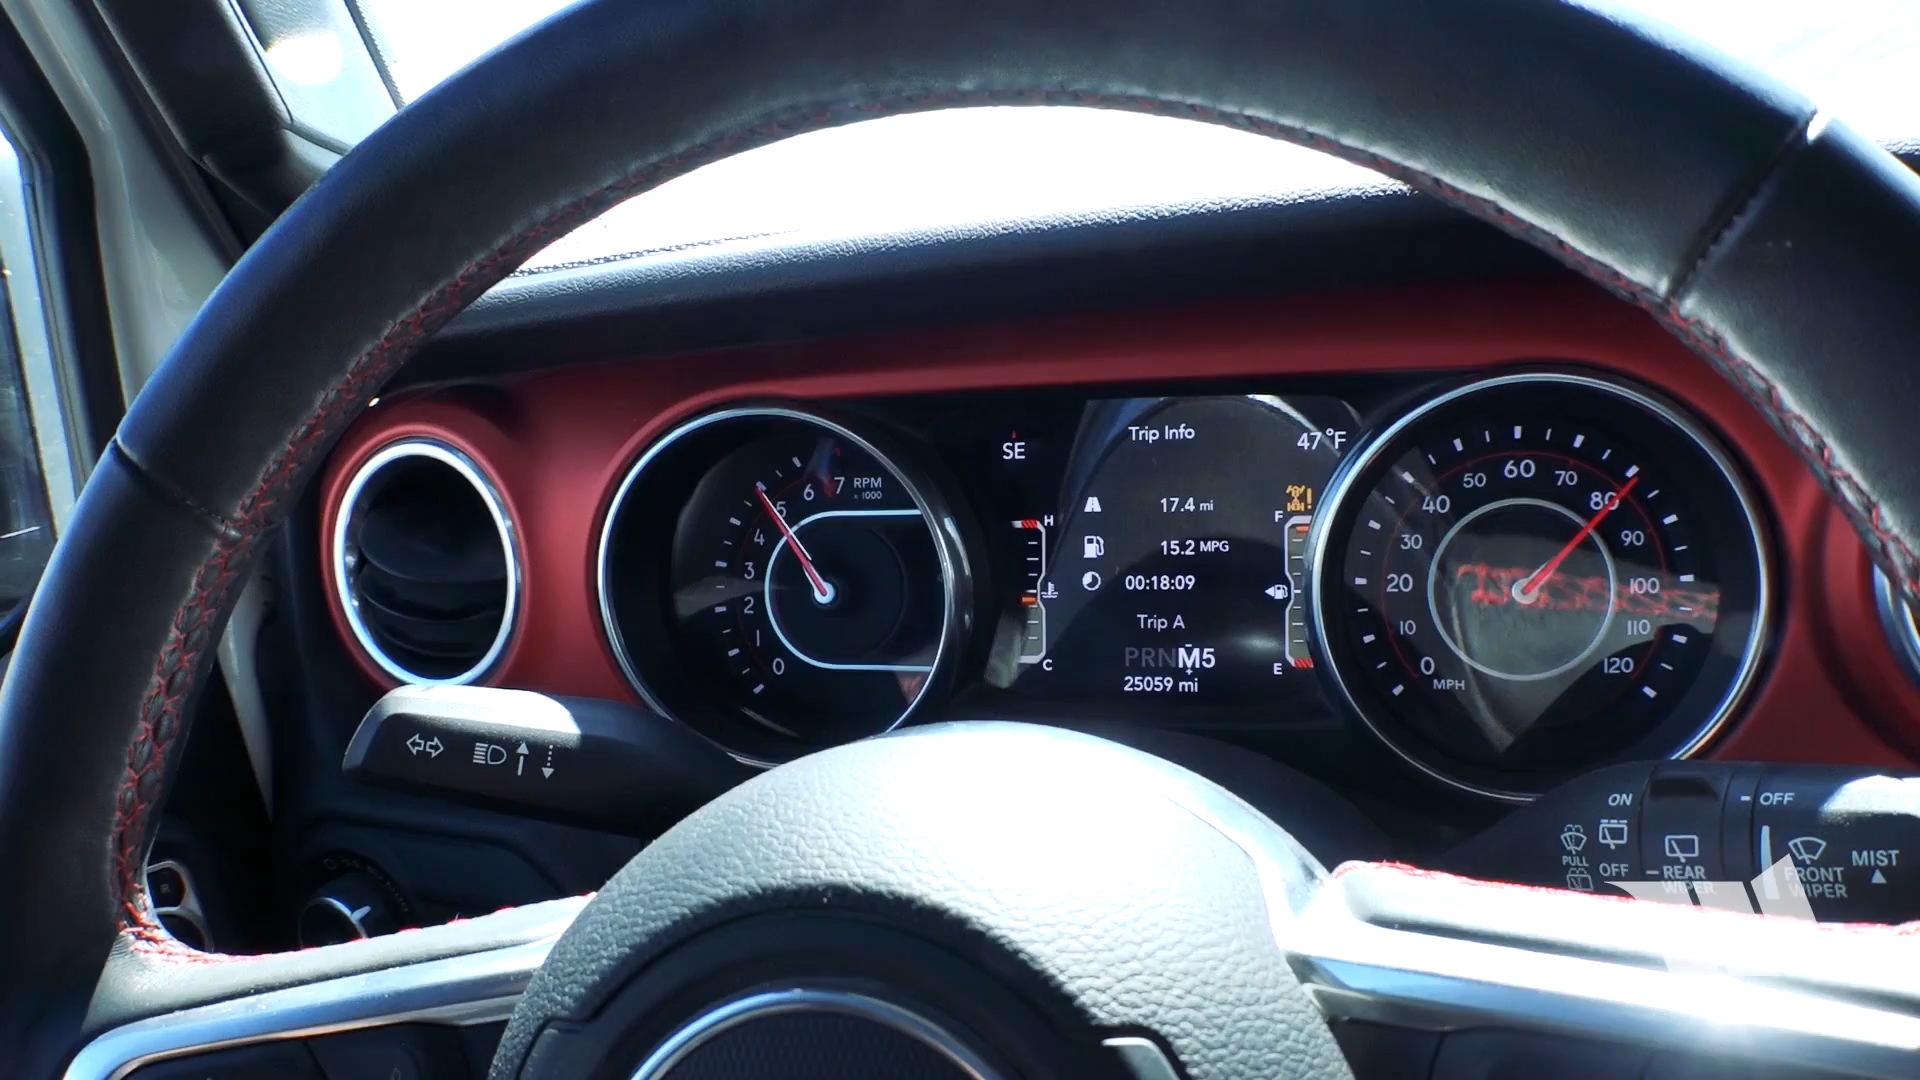 SE
Trip Info
47°F
17.4 mi
15.2 MPG
00:18:09
Trip A
PRNM5
25059 mi
H
C
F
E
0
1
2
3
4
5
6
7
RPM
x 1000
0
10
20
30
40
50
60
70
80
90
100
110
120
MPH
ON
PULL
OFF
REAR
WIPER
OFF
FRONT
WIPER
MIST